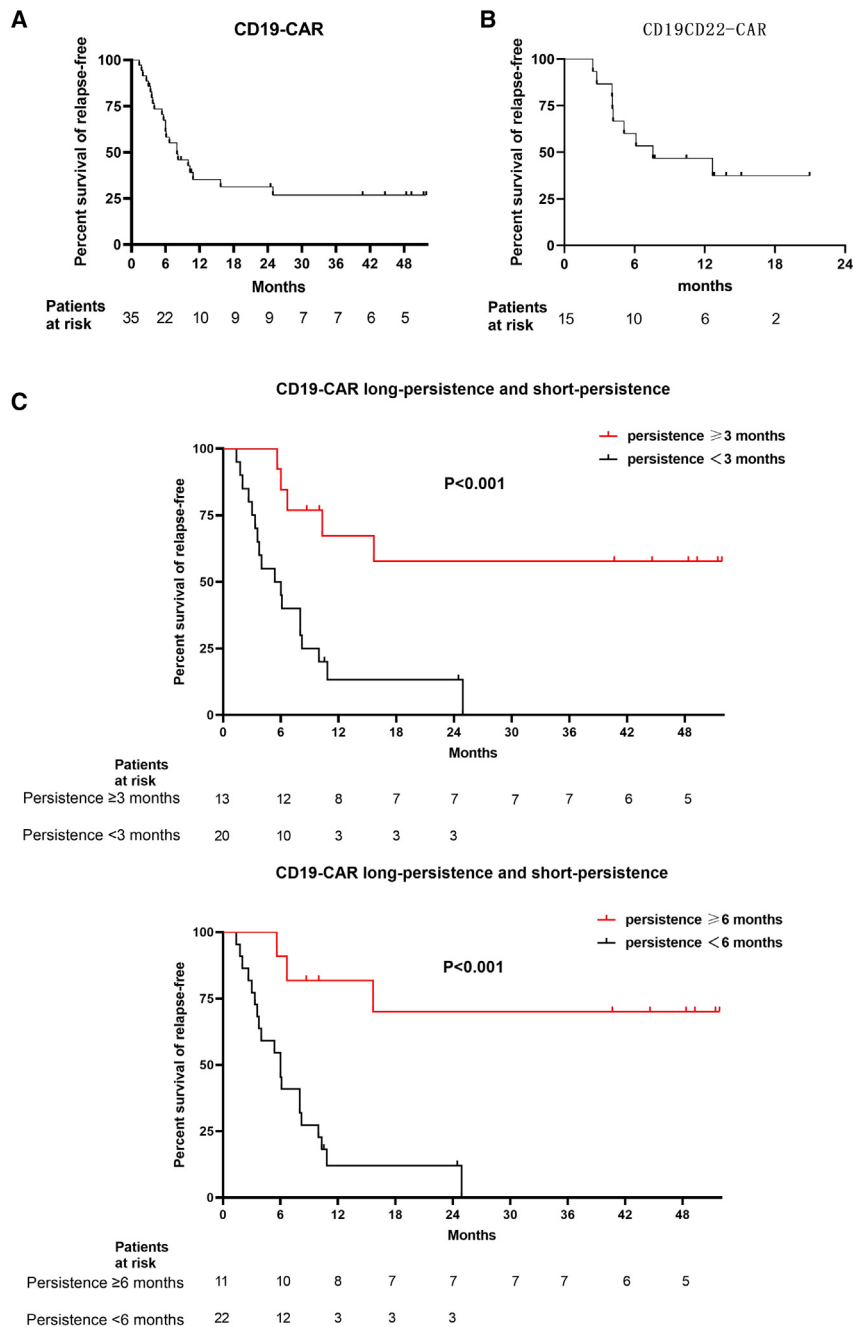 A
CD19-CAR
Percent survival of relapse-free
100
75
50
25
0
0 6 12 18 24 30 36 42 48
Months
Patients
at risk
35 22 10 9 9 7 7 6 5
B
CD19CD22-CAR
Percent survival of relapse-free
100
75
50
25
0
0 6 12 18 24
months
Patients
at risk
15 10 6 2
C
CD19-CAR long-persistence and short-persistence
persistence ≥3 months
persistence <3 months
P<0.001
Percent survival of relapse-free
100
75
50
25
0
0 6 12 18 24 30 36 42 48
Months
Patients
at risk
Persistence ≥3 months 13 12 8 7 7 7 7 6 5
Persistence <3 months 20 10 3 3 3
CD19-CAR long-persistence and short-persistence
persistence ≥6 months
persistence <6 months
P<0.001
Percent survival of relapse-free
100
75
50
25
0
0 6 12 18 24 30 36 42 48
Months
Patients
at risk
Persistence ≥6 months 11 10 8 7 7 7 7 6 5
Persistence <6 months 22 12 3 3 3